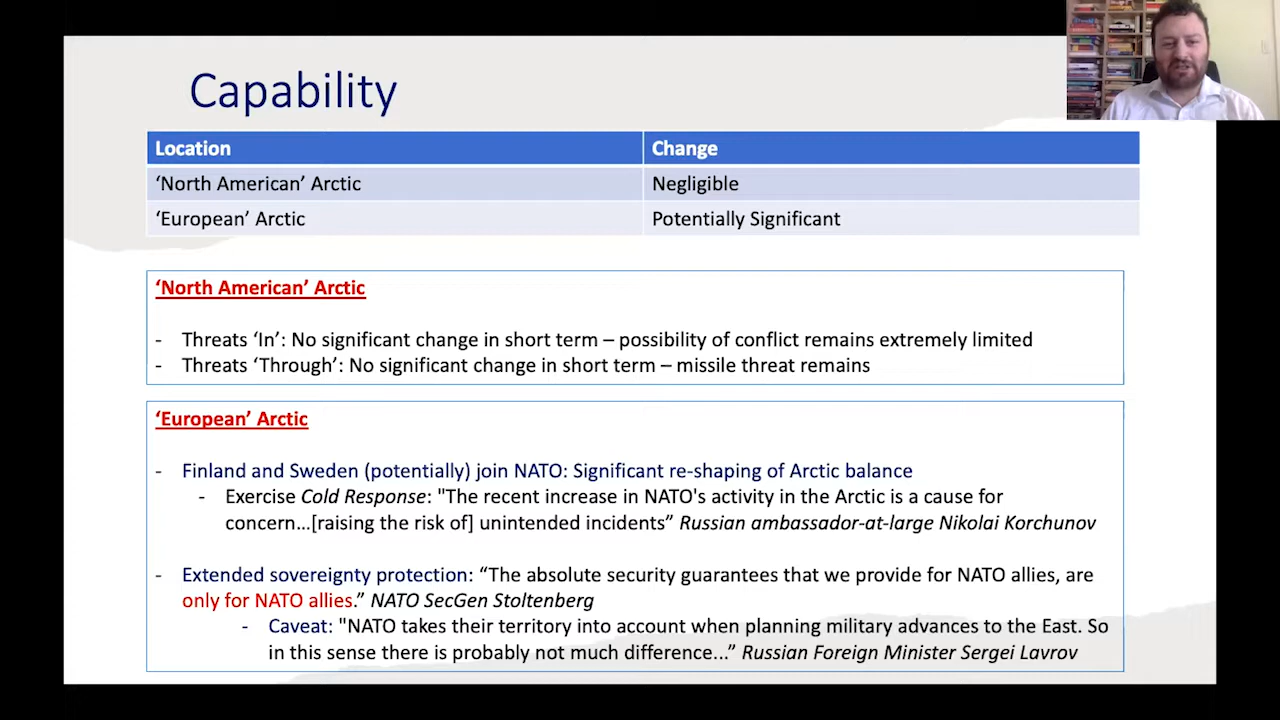 Capability
Location Change
‘North American’ Arctic Negligible
‘European’ Arctic Potentially Significant
‘North American’ Arctic
- Threats ‘In’: No significant change in short term – possibility of conflict remains extremely limited
- Threats ‘Through’: No significant change in short term – missile threat remains
‘European’ Arctic
- Finland and Sweden (potentially) join NATO: Significant re-shaping of Arctic balance
- Exercise Cold Response: "The recent increase in NATO's activity in the Arctic is a cause for
concern…[raising the risk of] unintended incidents” Russian ambassador-at-large Nikolai Korchunov
- Extended sovereignty protection: “The absolute security guarantees that we provide for NATO allies, are
only for NATO allies.” NATO SecGen Stoltenberg
- Caveat: "NATO takes their territory into account when planning military advances to the East. So
in this sense there is probably not much difference...” Russian Foreign Minister Sergei Lavrov